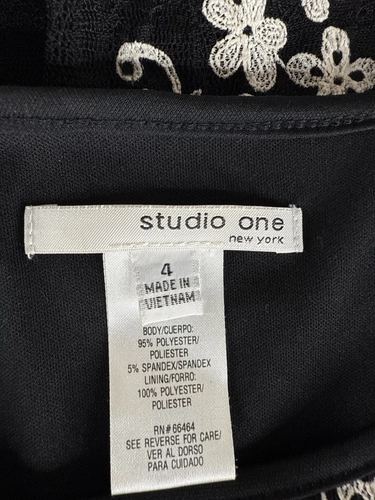 studio one
new york
4
MADE IN
VIETNAM
BODY/CUERPO:
95% POLYESTER/
POLIESTER
5% SPANDEX/SPANDEX
LINING/FORRO:
100% POLYESTER/
POLIESTER
RN# 66464
SEE REVERSE FOR CARE/
VER AL DORSO
PARA CUIDADO